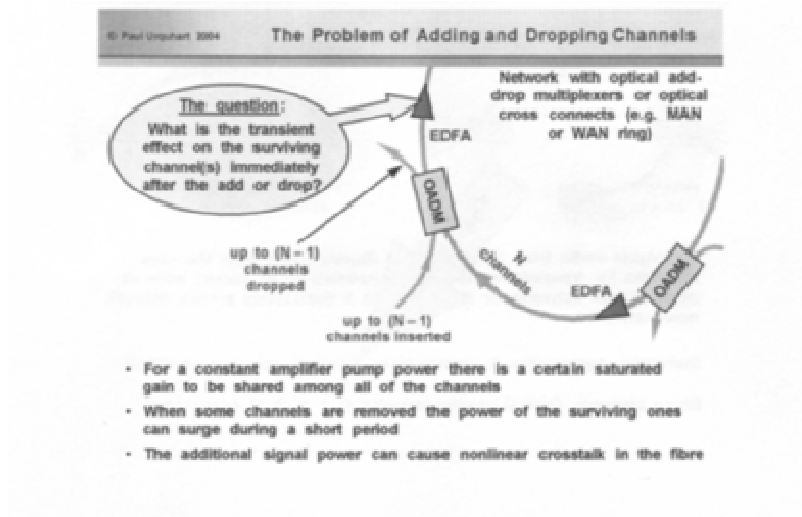 © Paul Urquhart 2004
The Problem of Adding and Dropping Channels
Network with optical add-
drop multiplexers or optical
cross connects (e.g. MAN
or WAN ring)
The question:
What is the transient
effect on the surviving
channel(s) immediately
after the add or drop?
EDFA
OADM
up to (N – 1)
channels
dropped
N
channels
EDFA
OADM
up to (N – 1)
channels inserted
• For a constant amplifier pump power there is a certain saturated
gain to be shared among all of the channels
• When some channels are removed the power of the surviving ones
can surge during a short period
• The additional signal power can cause nonlinear crosstalk in the fibre